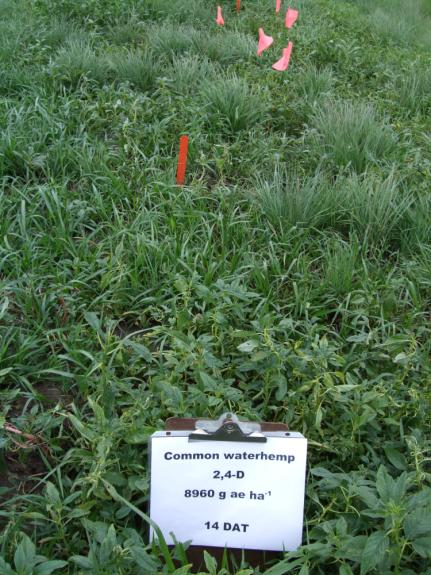 Common waterhemp
2,4-D
8960 g ae ha⁻¹
14 DAT